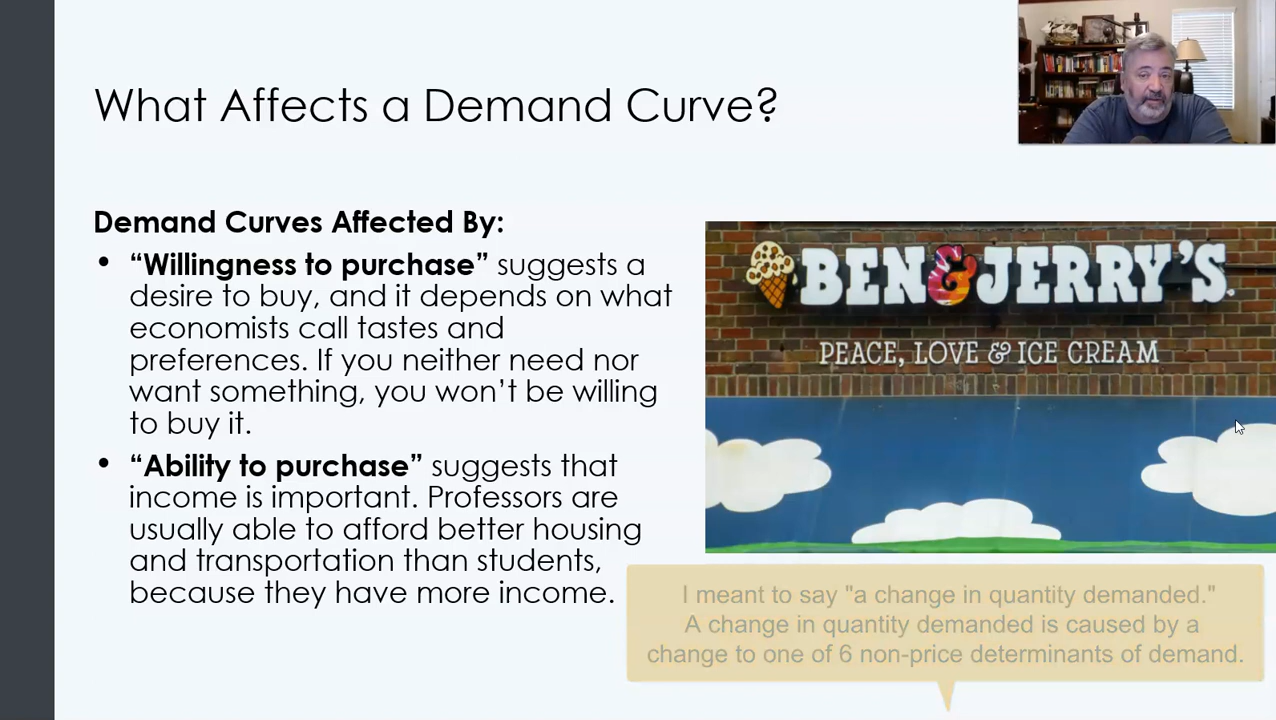 What Affects a Demand Curve?
Demand Curves Affected By:
• “Willingness to purchase” suggests a
desire to buy, and it depends on what
economists call tastes and
preferences. If you neither need nor
want something, you won’t be willing
to buy it.
• “Ability to purchase” suggests that
income is important. Professors are
usually able to afford better housing
and transportation than students,
because they have more income.
BEN&JERRY’S.
PEACE, LOVE & ICE CREAM
I meant to say "a change in quantity demanded."
A change in quantity demanded is caused by a
change to one of 6 non-price determinants of demand.